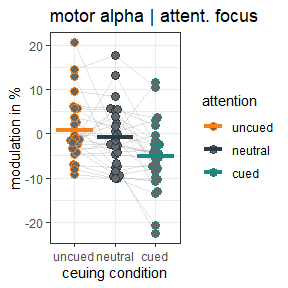 motor alpha | attent. focus
20
10
0
-10
-20
modulation in %
uncued neutral cued
ceuing condition
attention
uncued
neutral
cued